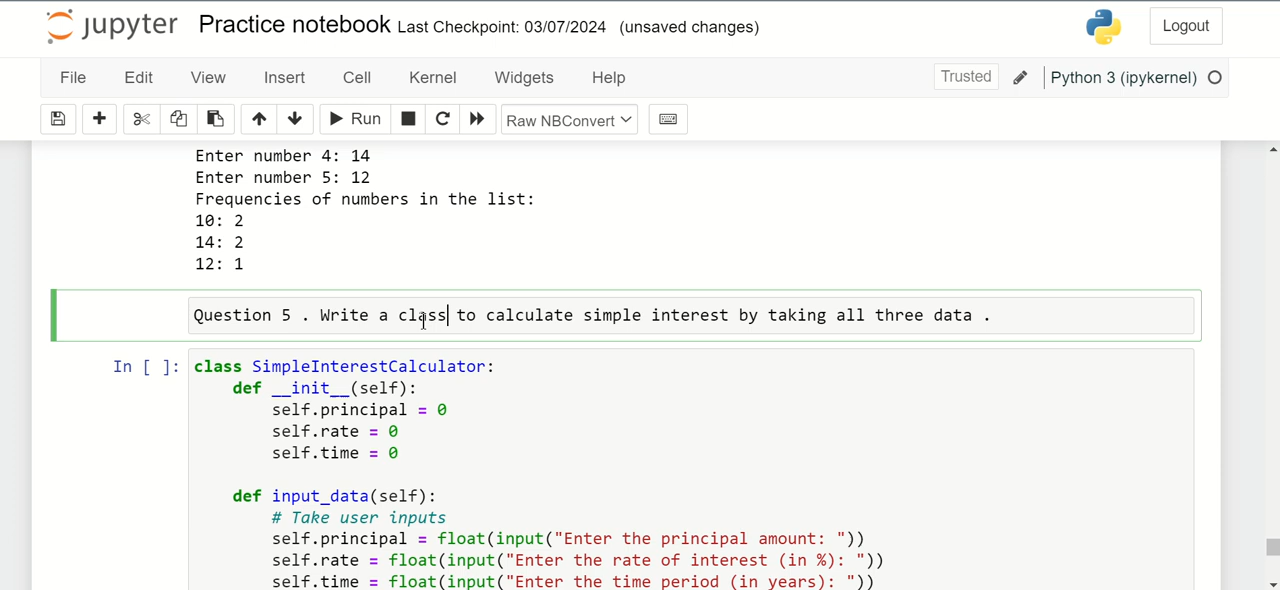 jupyter Practice notebook Last Checkpoint: 03/07/2024 (unsaved changes) Logout
File Edit View Insert Cell Kernel Widgets Help Trusted Python 3 (ipykernel)
Run Raw NBConvert
Enter number 4: 14
Enter number 5: 12
Frequencies of numbers in the list:
10: 2
14: 2
12: 1
Question 5 . Write a class to calculate simple interest by taking all three data .
In [ ]: class SimpleInterestCalculator:
    def __init__(self):
        self.principal = 0
        self.rate = 0
        self.time = 0
    def input_data(self):
        # Take user inputs
        self.principal = float(input("Enter the principal amount: "))
        self.rate = float(input("Enter the rate of interest (in %): "))
        self.time = float(input("Enter the time period (in years): "))